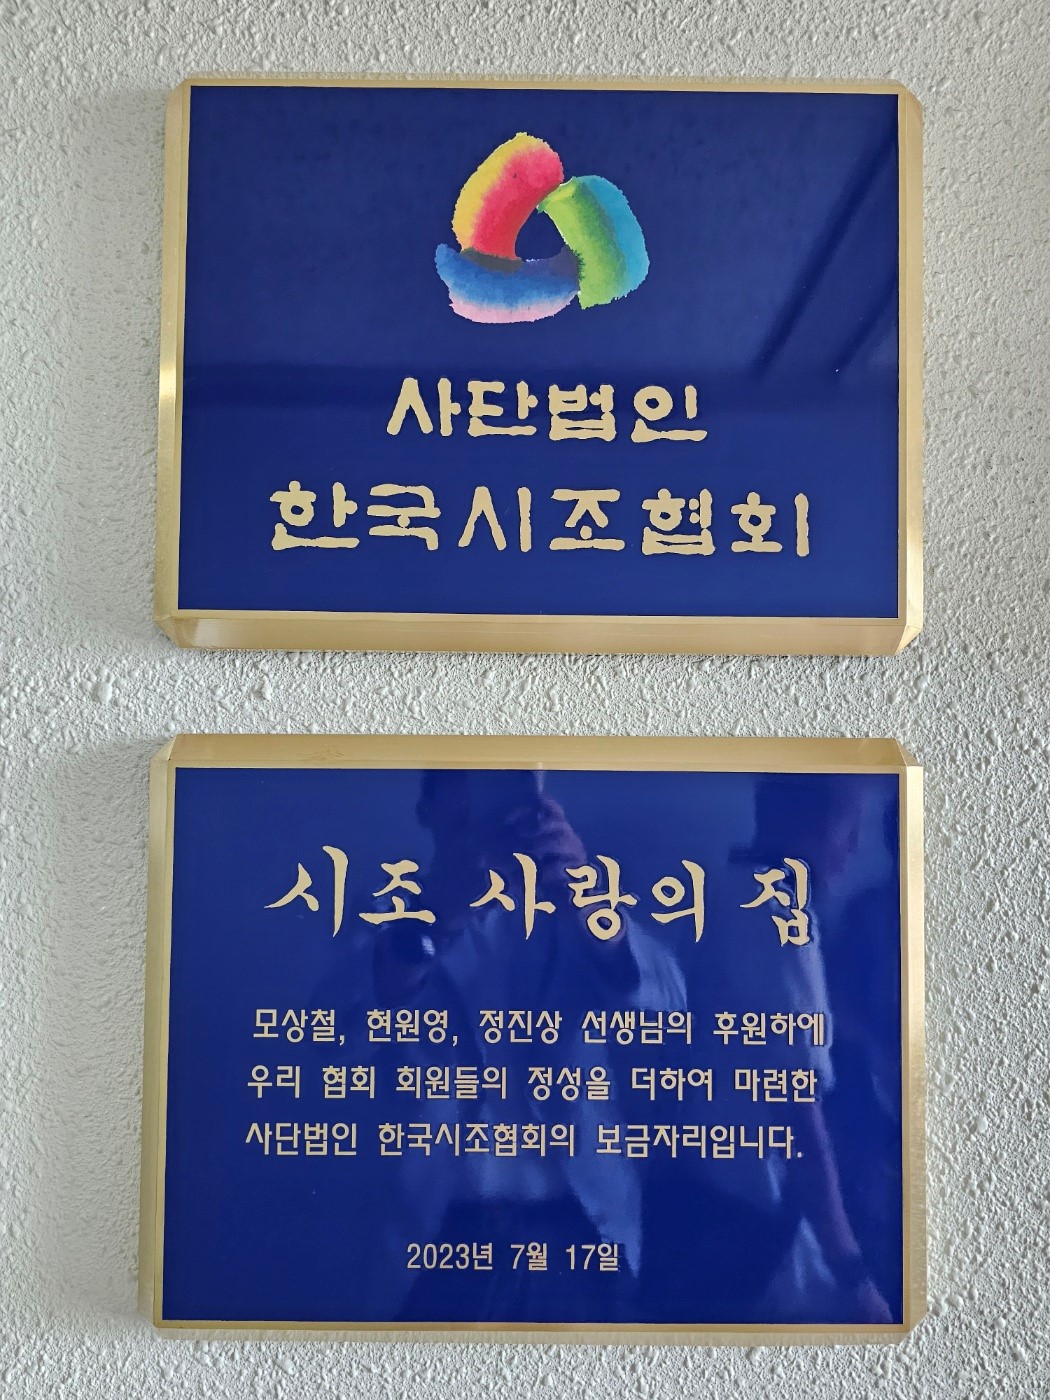 사단법인
한국시조협회
시조 사랑의 집
모상철, 현원영, 정진상 선생님의 후원하에
우리 협회 회원들의 정성을 더하여 마련한
사단법인 한국시조협회의 보금자리입니다.
2023년 7월 17일